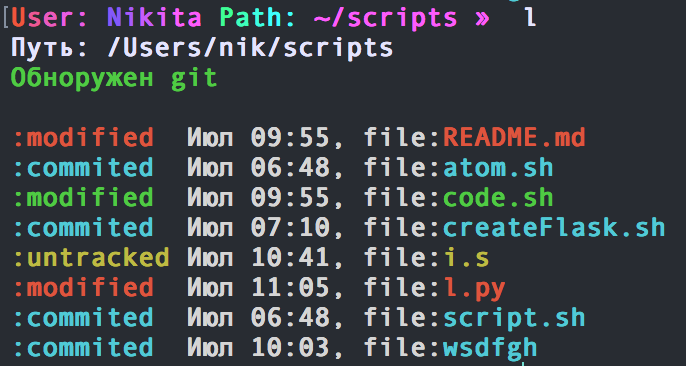 [User: Nikita Path: ~/scripts »  l
Путь: /Users/nik/scripts
Обноружен git
:modified  Июл 09:55, file:README.md
:commited  Июл 06:48, file:atom.sh
:modified  Июл 09:55, file:code.sh
:commited  Июл 07:10, file:createFlask.sh
:untracked Июл 10:41, file:i.s
:modified  Июл 11:05, file:l.py
:commited  Июл 06:48, file:script.sh
:commited  Июл 10:03, file:wsdfgh